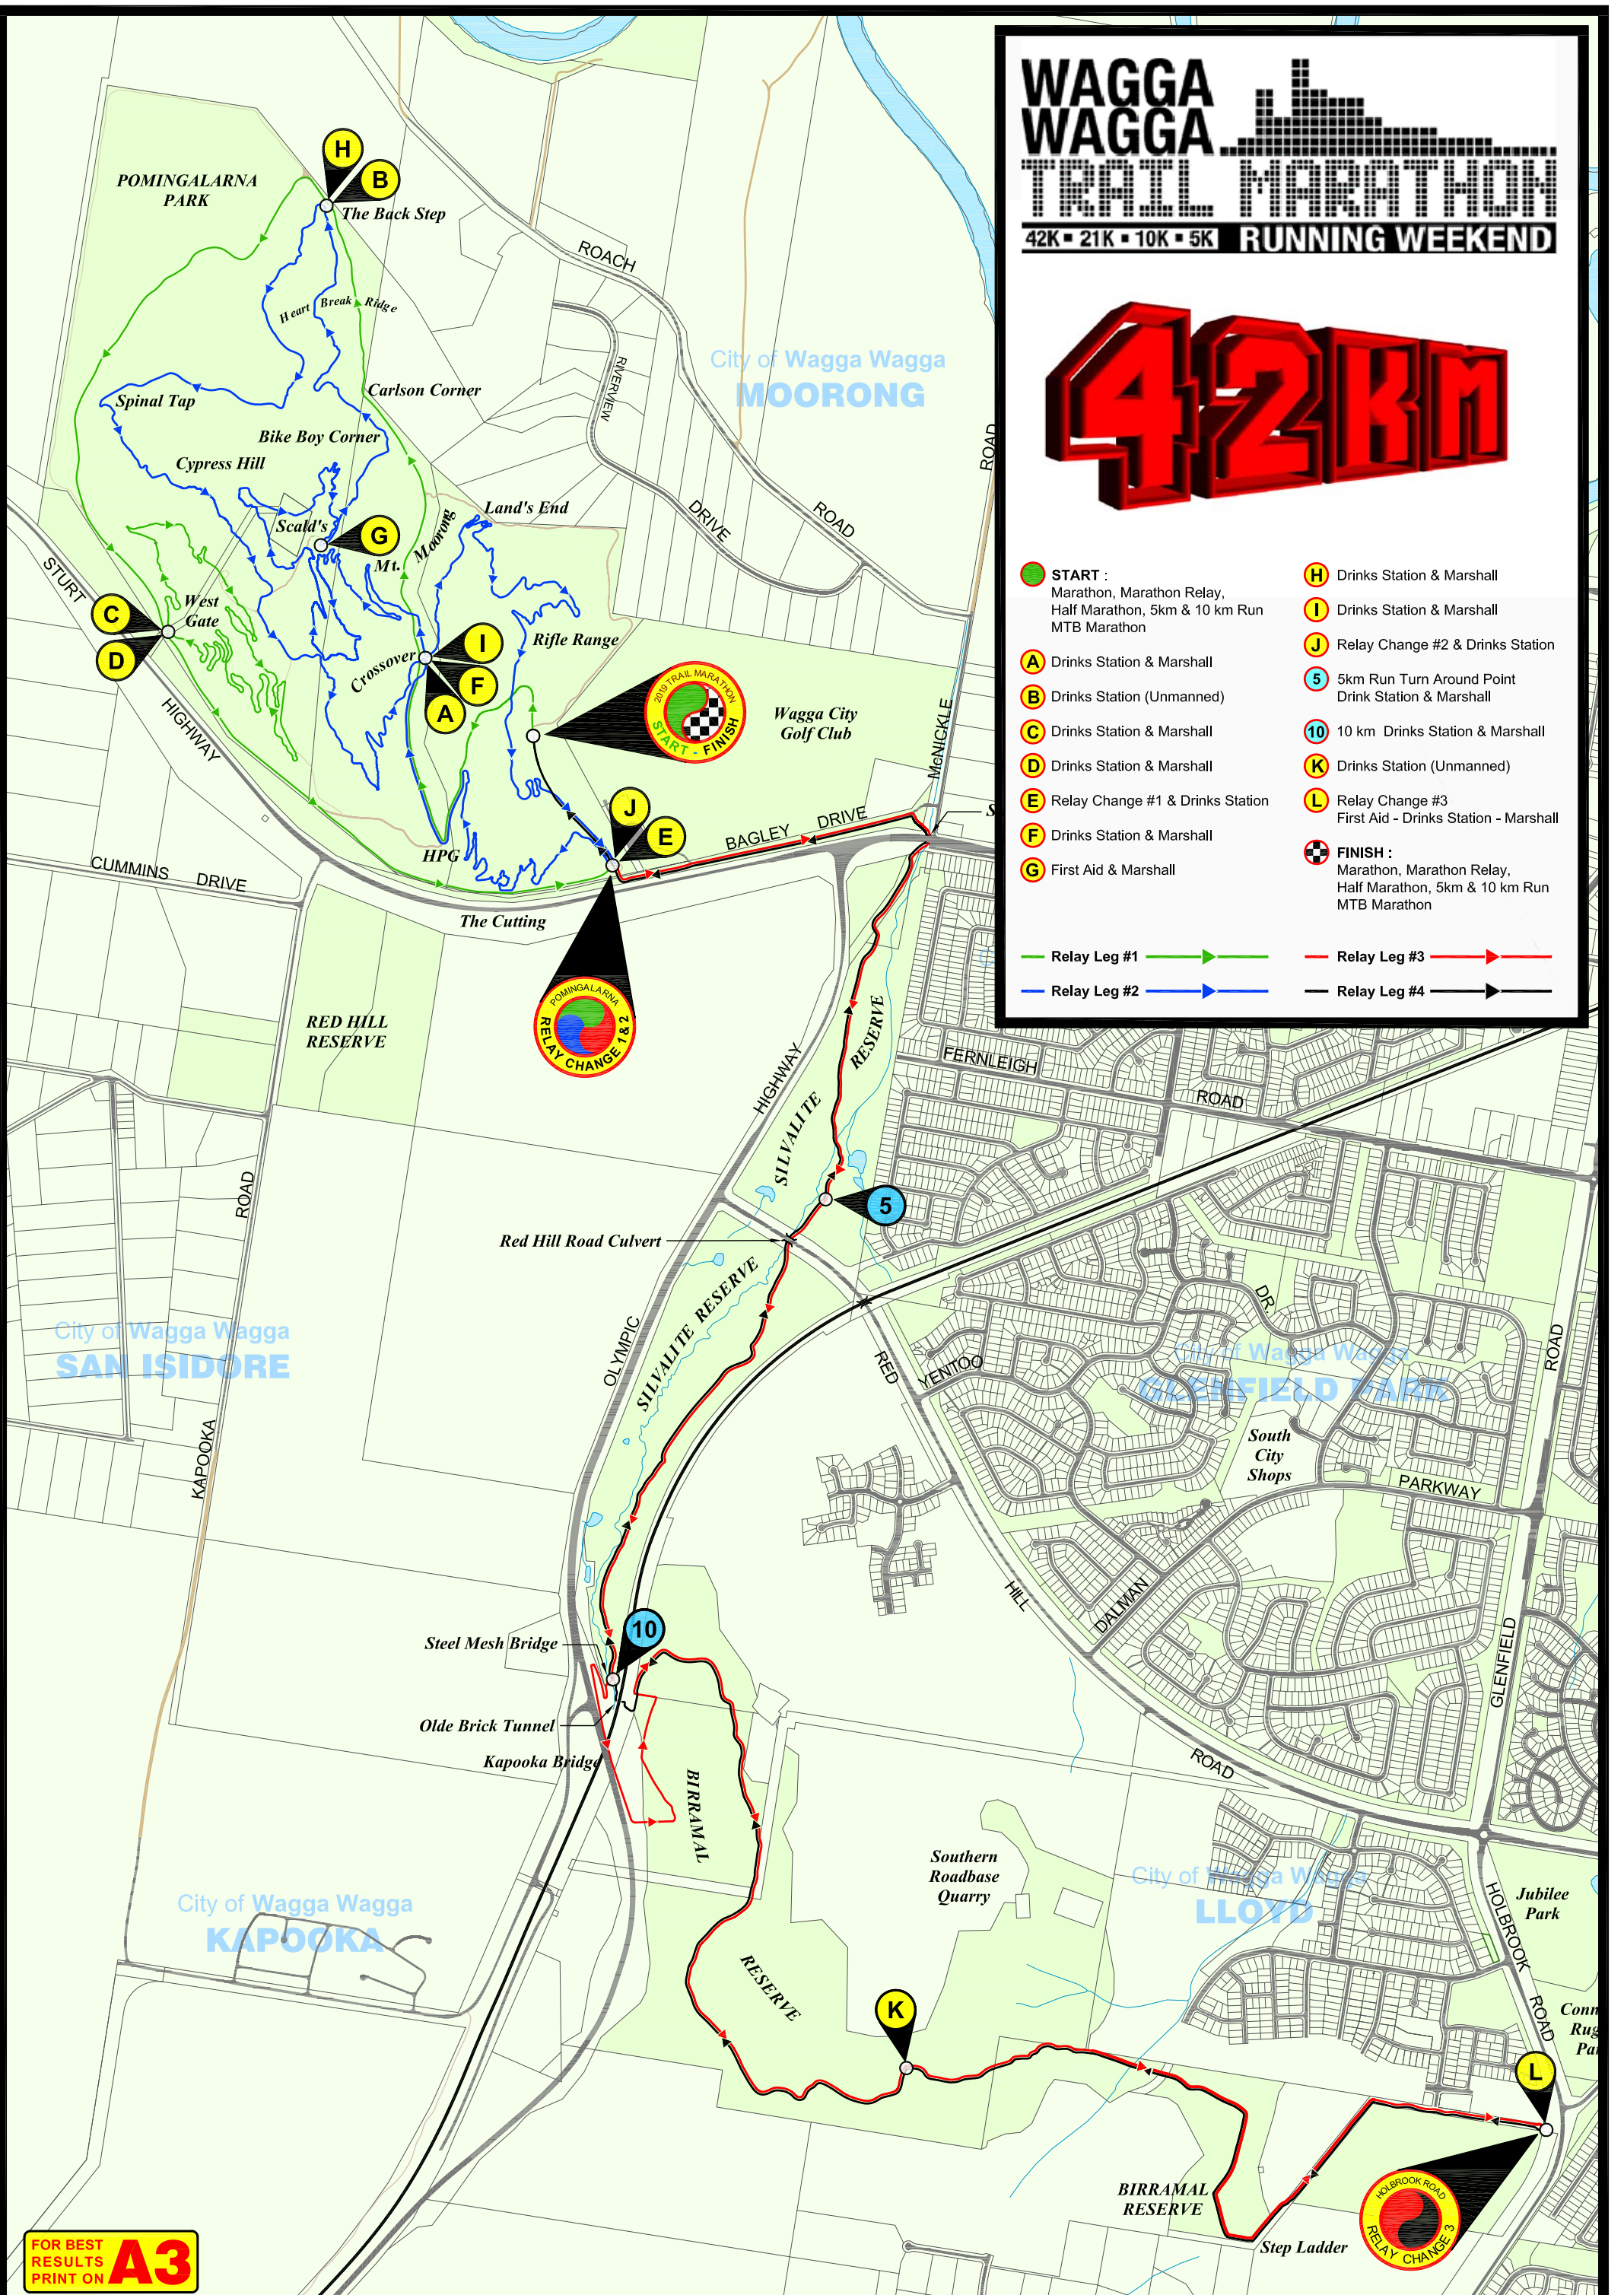 WAGGA
WAGGA
TRAIL MARATHON
42K ▪ 21K ▪ 10K ▪ 5K RUNNING WEEKEND
42KM
START :
Marathon, Marathon Relay,
Half Marathon, 5km & 10 km Run
MTB Marathon
A Drinks Station & Marshall
B Drinks Station (Unmanned)
C Drinks Station & Marshall
D Drinks Station & Marshall
E Relay Change #1 & Drinks Station
F Drinks Station & Marshall
G First Aid & Marshall
H Drinks Station & Marshall
I Drinks Station & Marshall
J Relay Change #2 & Drinks Station
5 5km Run Turn Around Point
Drink Station & Marshall
10 10 km Drinks Station & Marshall
K Drinks Station (Unmanned)
L Relay Change #3
First Aid - Drinks Station - Marshall
FINISH :
Marathon, Marathon Relay,
Half Marathon, 5km & 10 km Run
MTB Marathon
Relay Leg #1
Relay Leg #2
Relay Leg #3
Relay Leg #4
H
B
POMINGALARNA
PARK
The Back Step
ROACH
Heart Break Ridge
City of Wagga Wagga
MOORONG
RIVERVIEW
Carlson Corner
Spinal Tap
Bike Boy Corner
Cypress Hill
ROAD
Land's End
DRIVE
ROAD
Scald's
G
Mt. Moorong
STURT
West
Gate
C
D
Rifle Range
I
Crossover
F
A
2019 TRAIL MARATHON
START - FINISH
Wagga City
Golf Club
HIGHWAY
McNICKLE
J
E
BAGLEY DRIVE
S
HPG
CUMMINS DRIVE
The Cutting
POMINGALARNA
RELAY CHANGE 1 & 2
RED HILL
RESERVE
HIGHWAY
SILVALITE RESERVE
FERNLEIGH
ROAD
ROAD
5
Red Hill Road Culvert
SILVALITE RESERVE
OLYMPIC
City of Wagga Wagga
SAN ISIDORE
DR.
RED
YENTOO
City of Wagga Wagga
GLENFIELD PARK
ROAD
KAPOOKA
South
City
Shops
PARKWAY
HILL
DALMAN
GLENFIELD
10
Steel Mesh Bridge
Olde Brick Tunnel
Kapooka Bridge
ROAD
BIRRAMAL
RESERVE
Southern
Roadbase
Quarry
City of Wagga Wagga
LLOYD
HOLBROOK
ROAD
Jubilee
Park
City of Wagga Wagga
KAPOOKA
K
Conn
Rug
Pa
L
BIRRAMAL
RESERVE
Step Ladder
HOLBROOK ROAD
RELAY CHANGE 3
FOR BEST
RESULTS
PRINT ON
A3